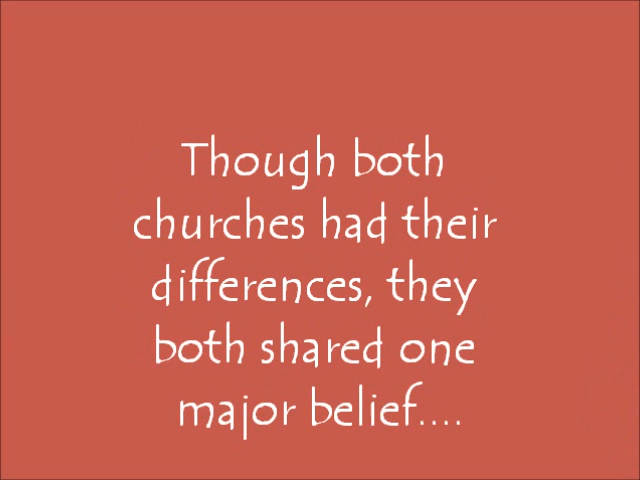 Though both
churches had their
differences, they
both shared one
major belief....